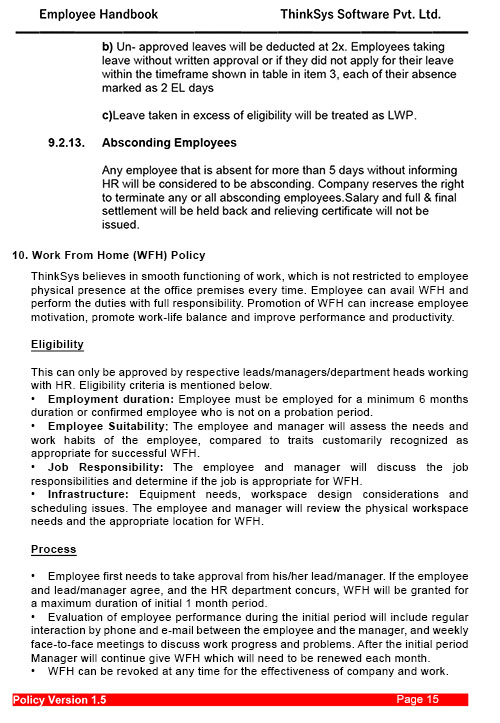 Employee Handbook ThinkSys Software Pvt. Ltd.
b) Un- approved leaves will be deducted at 2x. Employees taking
leave without written approval or if they did not apply for their leave
within the timeframe shown in table in item 3, each of their absence
marked as 2 EL days
c)Leave taken in excess of eligibility will be treated as LWP.
9.2.13. Absconding Employees
Any employee that is absent for more than 5 days without informing
HR will be considered to be absconding. Company reserves the right
to terminate any or all absconding employees.Salary and full & final
settlement will be held back and relieving certificate will not be
issued.
10. Work From Home (WFH) Policy
ThinkSys believes in smooth functioning of work, which is not restricted to employee
physical presence at the office premises every time. Employee can avail WFH and
perform the duties with full responsibility. Promotion of WFH can increase employee
motivation, promote work-life balance and improve performance and productivity.
Eligibility
This can only be approved by respective leads/managers/department heads working
with HR. Eligibility criteria is mentioned below.
• Employment duration: Employee must be employed for a minimum 6 months
duration or confirmed employee who is not on a probation period.
• Employee Suitability: The employee and manager will assess the needs and
work habits of the employee, compared to traits customarily recognized as
appropriate for successful WFH.
• Job Responsibility: The employee and manager will discuss the job
responsibilities and determine if the job is appropriate for WFH.
• Infrastructure: Equipment needs, workspace design considerations and
scheduling issues. The employee and manager will review the physical workspace
needs and the appropriate location for WFH.
Process
• Employee first needs to take approval from his/her lead/manager. If the employee
and lead/manager agree, and the HR department concurs, WFH will be granted for
a maximum duration of initial 1 month period.
• Evaluation of employee performance during the initial period will include regular
interaction by phone and e-mail between the employee and the manager, and weekly
face-to-face meetings to discuss work progress and problems. After the initial period
Manager will continue give WFH which will need to be renewed each month.
• WFH can be revoked at any time for the effectiveness of company and work.
Policy Version 1.5 Page 15